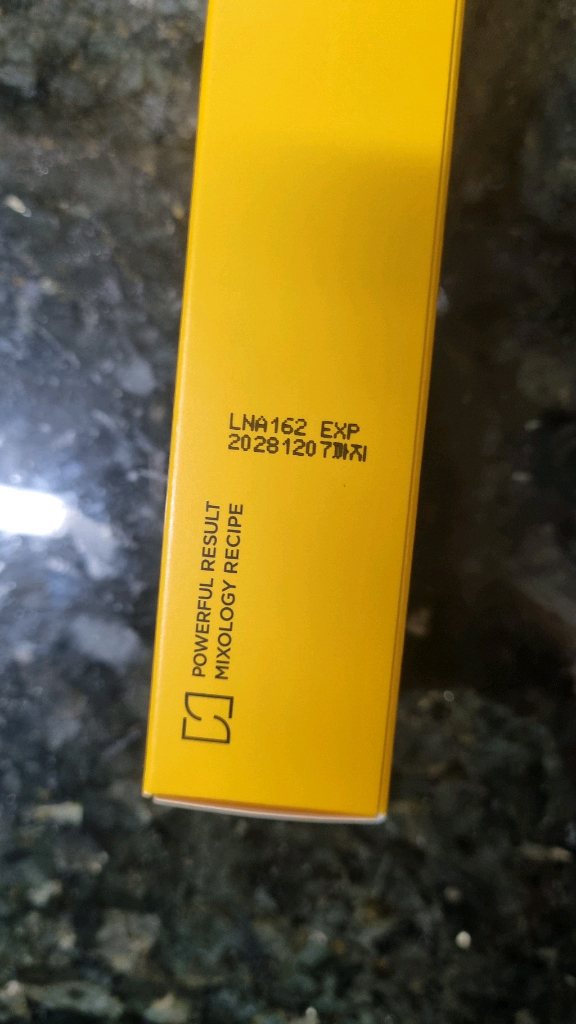 LNA162 EXP
20281207까지
POWERFUL RESULT
MIXOLOGY RECIPE